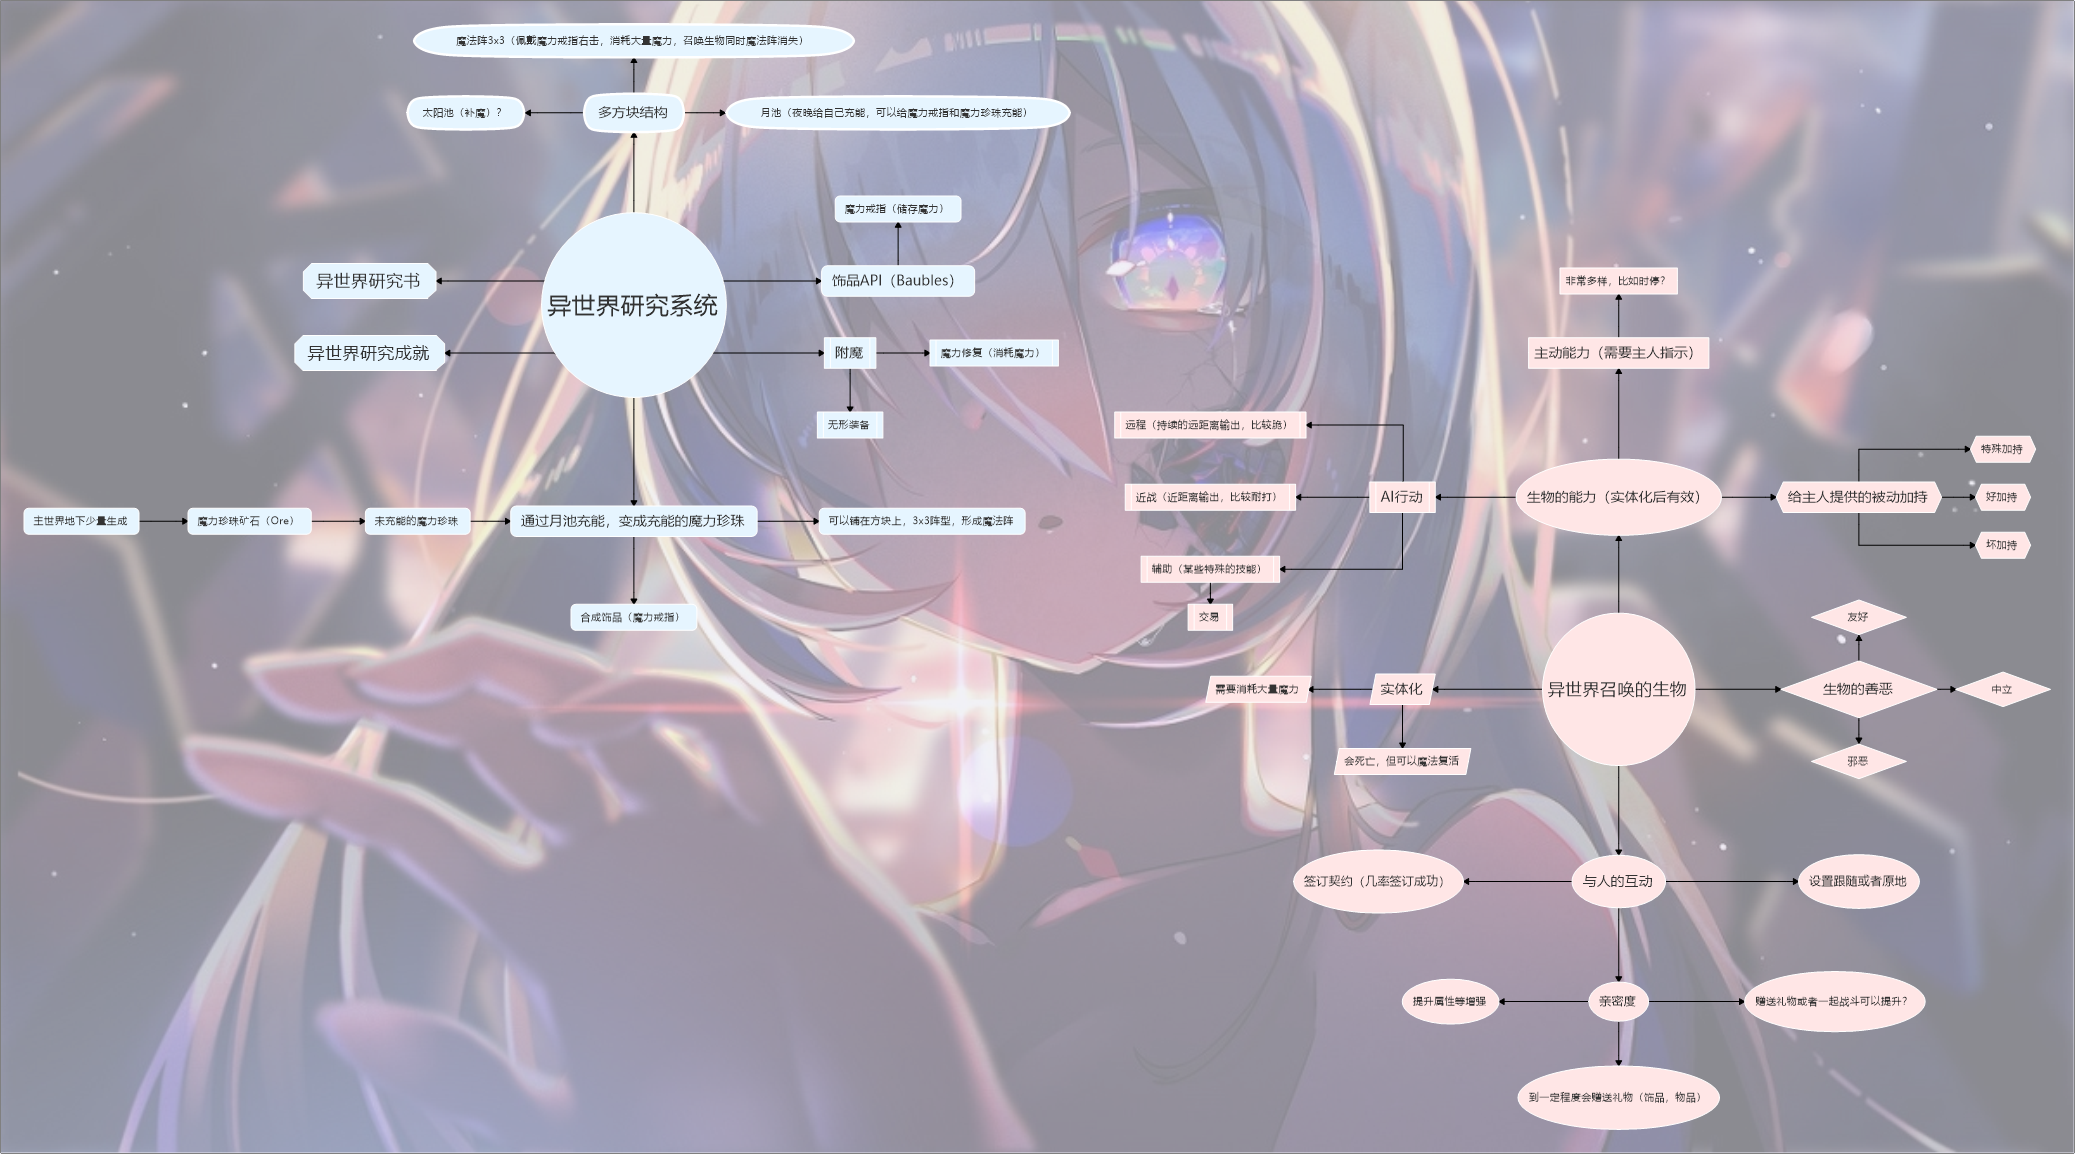 魔法阵3x3（佩戴魔力戒指右击，消耗大量魔力，召唤生物同时魔法阵消失）
太阳池（补魔）？
多方块结构
月池（夜晚给自己充能，可以给魔力戒指和魔力珍珠充能）
魔力戒指（储存魔力）
异世界研究书
异世界研究系统
饰品API（Baubles）
异世界研究成就
附魔
魔力修复（消耗魔力）
无形装备
主世界地下少量生成
魔力珍珠矿石（Ore）
未充能的魔力珍珠
通过月池充能，变成充能的魔力珍珠
可以铺在方块上，3x3阵型，形成魔法阵
合成饰品（魔力戒指）
非常多样，比如时停?
主动能力（需要主人指示）
远程（持续的远距离输出，比较脆）
近战（近距离输出，比较耐打）
AI行动
生物的能力（实体化后有效）
给主人提供的被动加持
特殊加持
好加持
坏加持
辅助（某些特殊的技能）
交易
友好
需要消耗大量魔力
实体化
异世界召唤的生物
生物的善恶
中立
会死亡，但可以魔法复活
邪恶
签订契约（几率签订成功）
与人的互动
设置跟随或者原地
提升属性等增强
亲密度
赠送礼物或者一起战斗可以提升?
到一定程度会赠送礼物（饰品，物品）